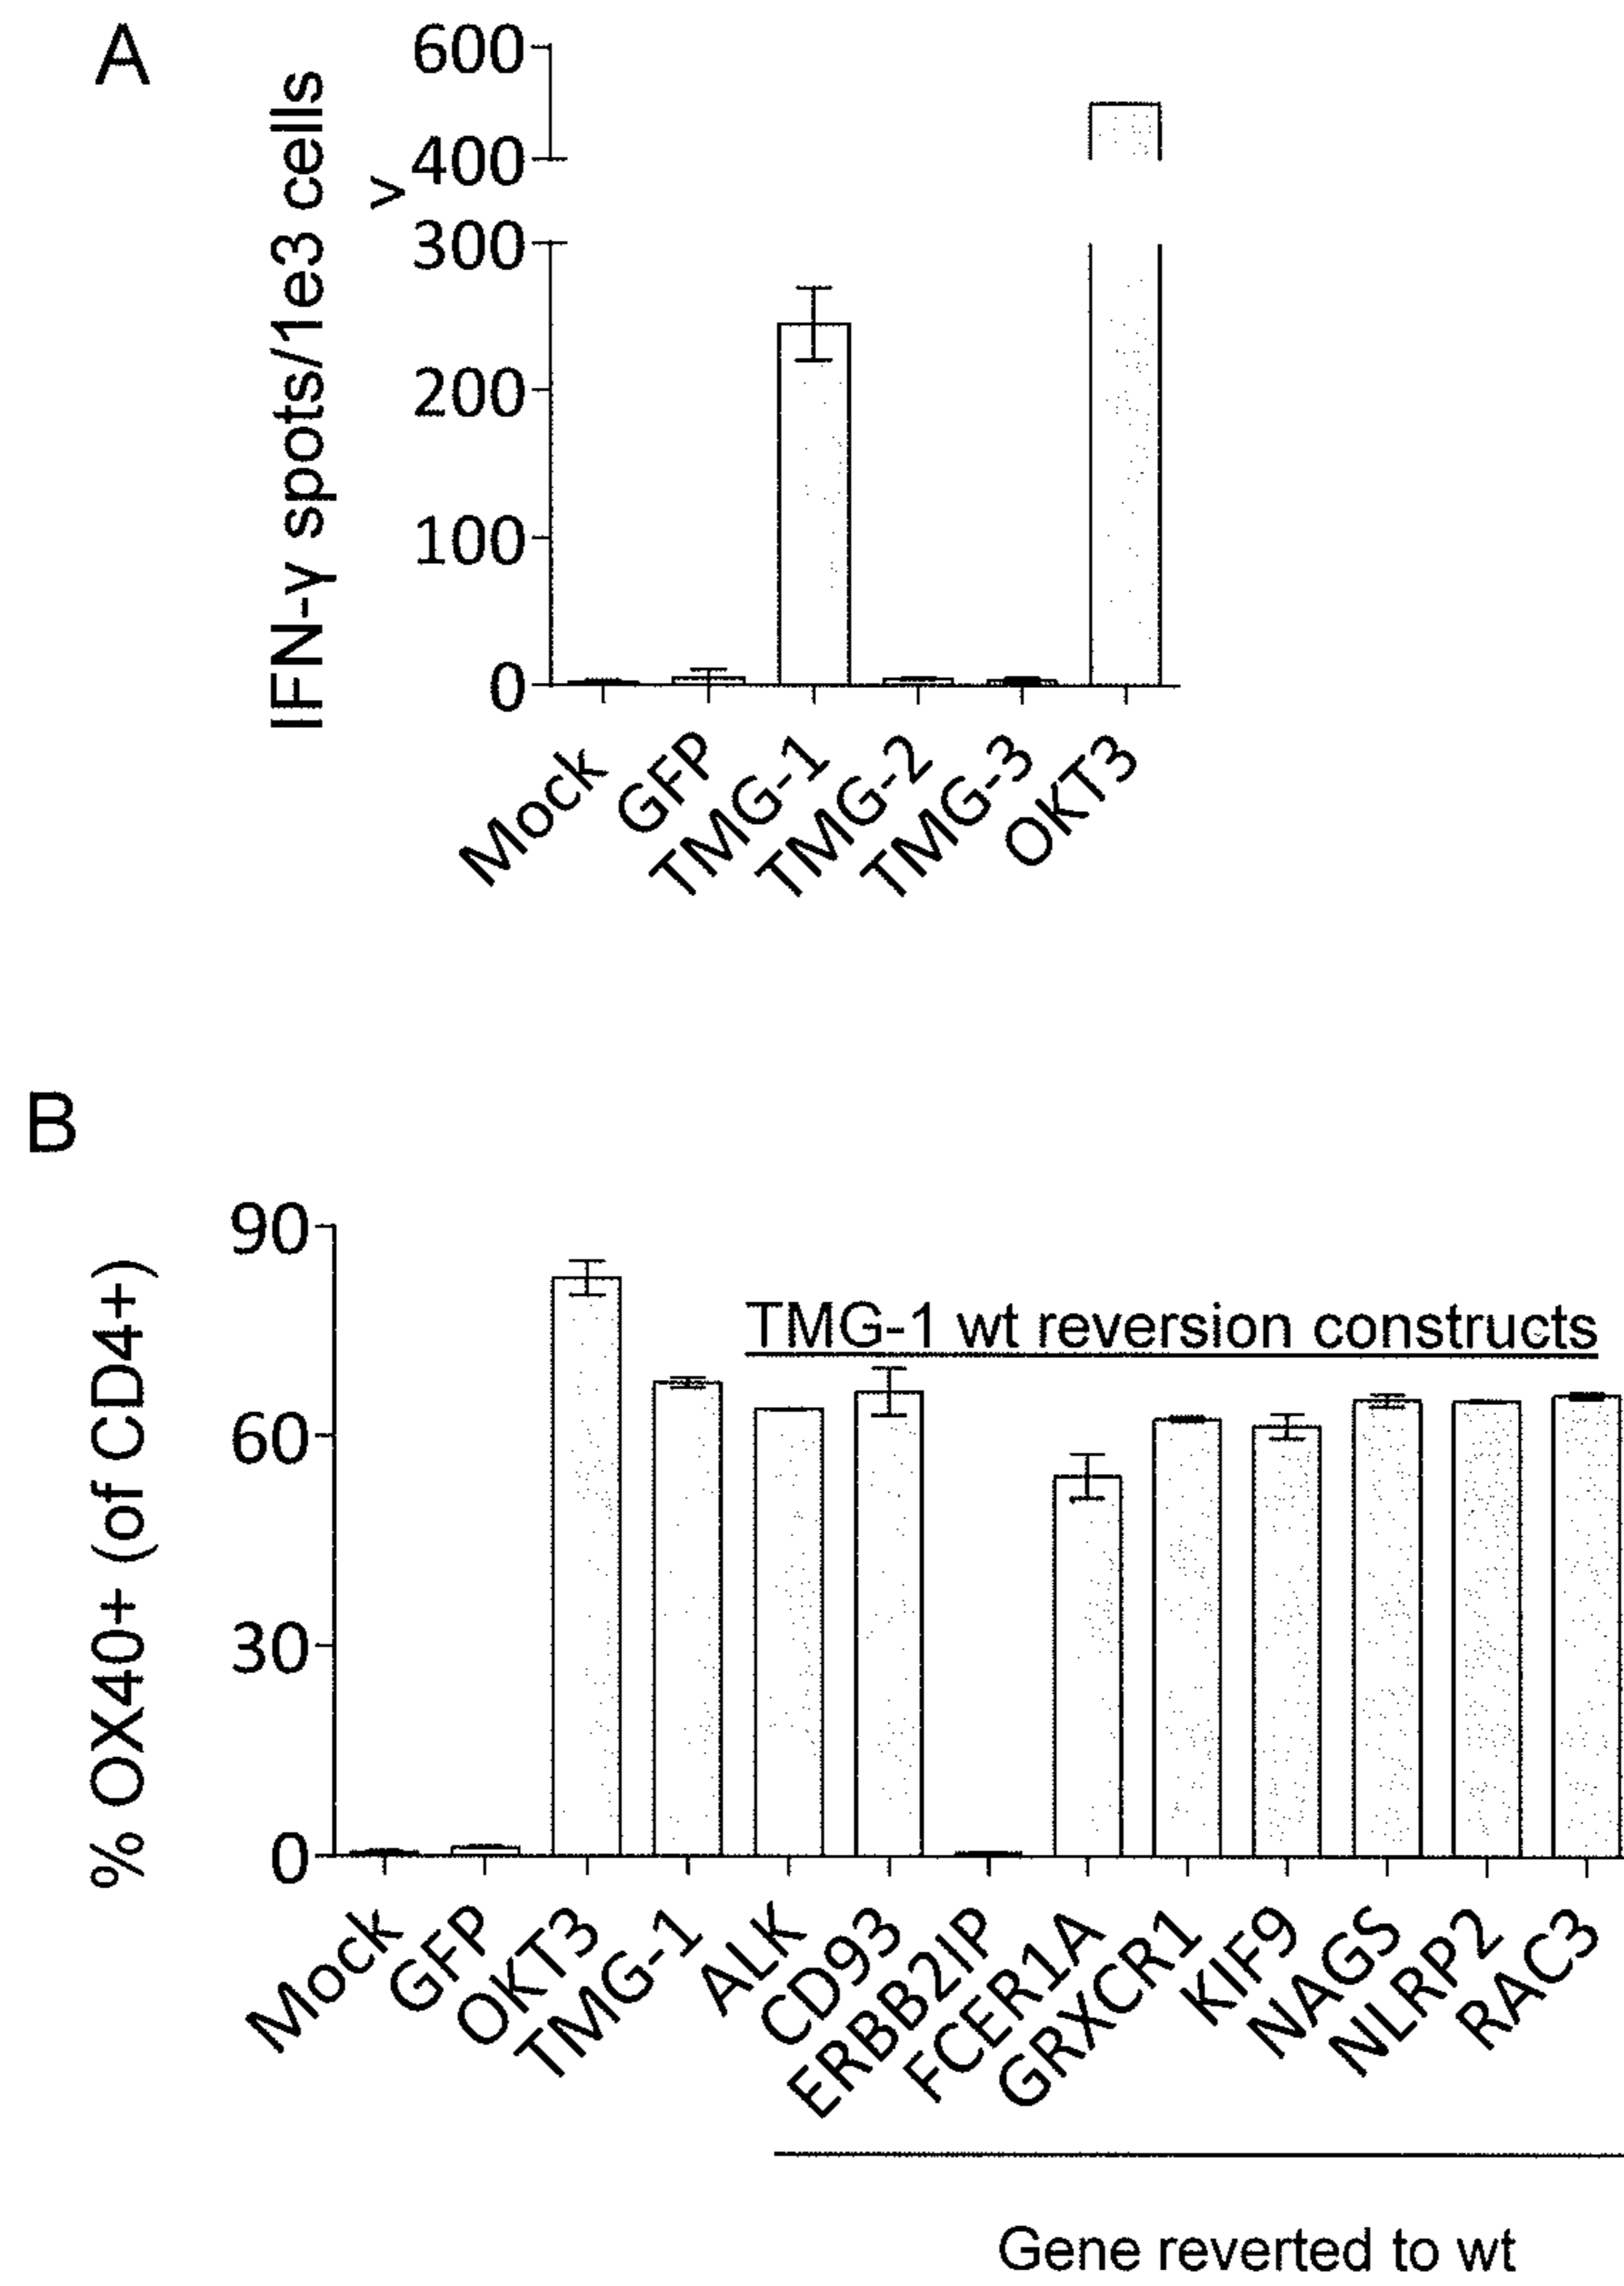 A
IFN-γ spots/1e3 cells
>
600
400
300
200
100
0
Mock
GFP
TMG-1
TMG-2
TMG-3
OKT3
B
% OX40+ (of CD4+)
90
60
30
0
TMG-1 wt reversion constructs
Mock
GFP
OKT3
TMG-1
ALK
CD93
ERBB2IP
FCER1A
GRXCR1
KIF9
NAGS
NLRP2
RAC3
Gene reverted to wt